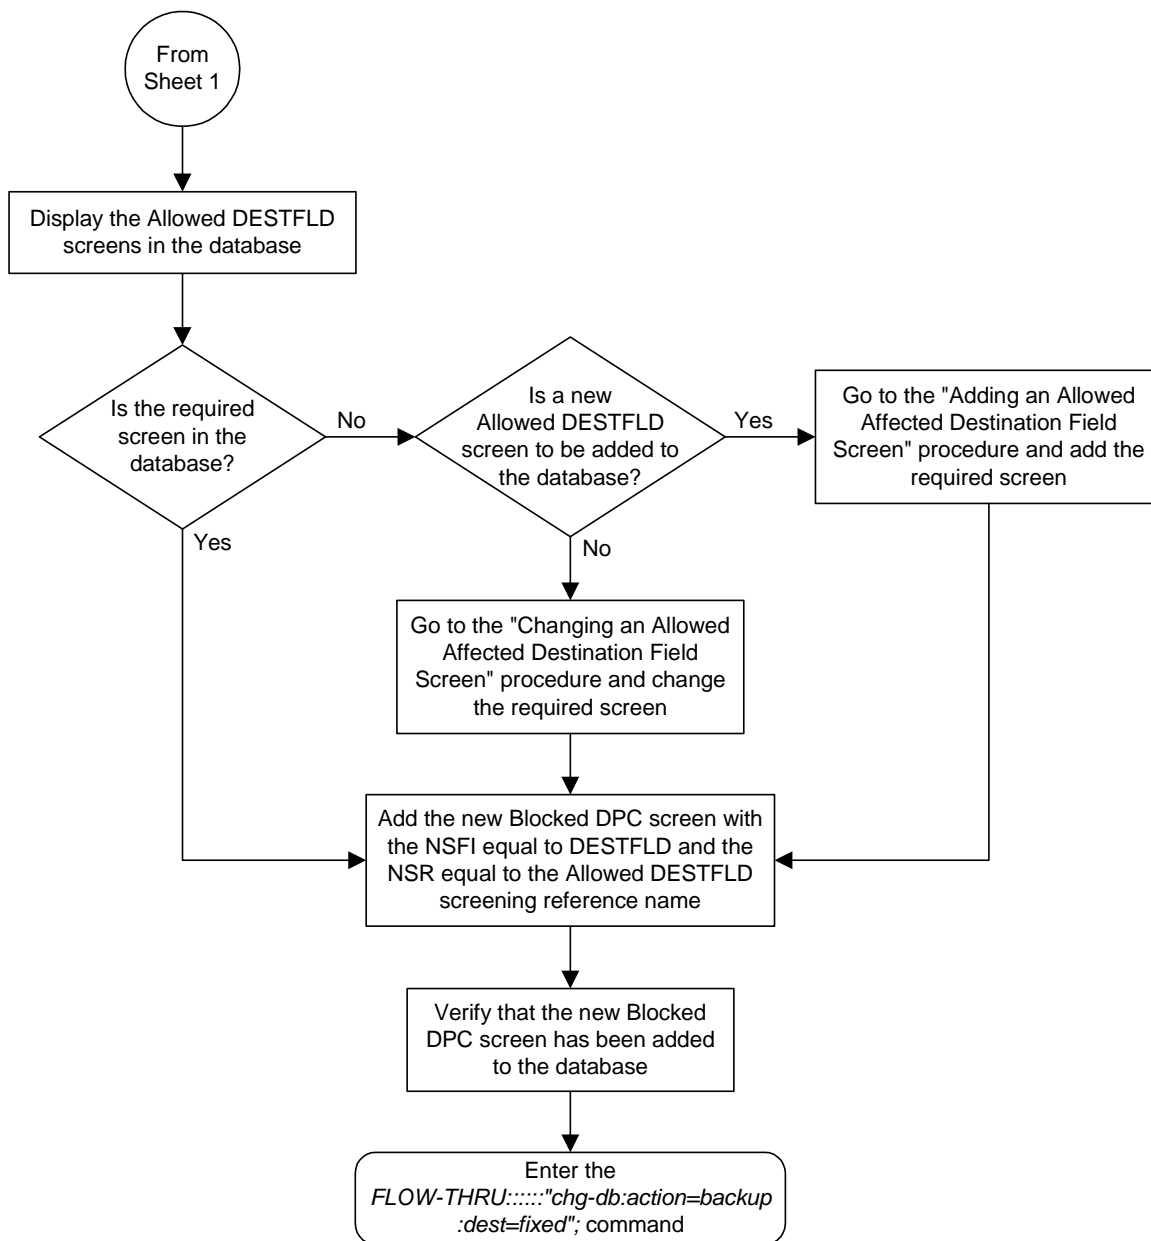 From
Sheet 1
Display the Allowed DESTFLD
screens in the database
Is the required
screen in the
database?
No
Yes
Is a new
Allowed DESTFLD
screen to be added to
the database?
Yes
No
Go to the "Adding an Allowed
Affected Destination Field
Screen" procedure and add the
required screen
Go to the "Changing an Allowed
Affected Destination Field
Screen" procedure and change
the required screen
Add the new Blocked DPC screen with
the NSFI equal to DESTFLD and the
NSR equal to the Allowed DESTFLD
screening reference name
Verify that the new Blocked
DPC screen has been added
to the database
Enter the
FLOW-THRU::::::"chg-db:action=backup
:dest=fixed"; command